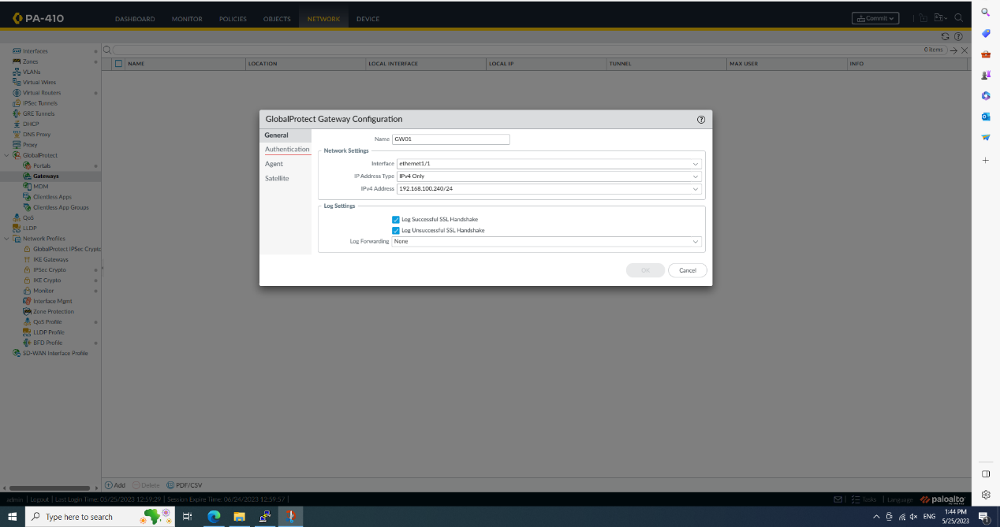 PA-410
DASHBOARD MONITOR POLICIES OBJECTS NETWORK DEVICE Commit
0 items
NAME LOCATION LOCAL INTERFACE LOCAL IP TUNNEL MAX USER INFO
Interfaces
Zones
VLANs
Virtual Wires
Virtual Routers
IPSec Tunnels
GRE Tunnels
DHCP
DNS Proxy
Proxy
GlobalProtect
Portals
Gateways
MDM
Clientless Apps
Clientless App Groups
QoS
LLDP
Network Profiles
GlobalProtect IPSec Crypto
IKE Gateways
IPSec Crypto
IKE Crypto
Monitor
Interface Mgmt
Zone Protection
QoS Profile
LLDP Profile
BFD Profile
SD-WAN Interface Profile
GlobalProtect Gateway Configuration
General
Authentication
Agent
Satellite
Name GW01
Network Settings
Interface ethernet1/1
IP Address Type IPv4 Only
IPv4 Address 192.168.100.240/24
Log Settings
Log Successful SSL Handshake
Log Unsuccessful SSL Handshake
Log Forwarding None
OK Cancel
Add Delete PDF/CSV
admin | Logout | Last Login Time: 05/25/2023 12:59:29 | Session Expire Time: 06/24/2023 12:59:57 |
Tasks | Language paloalto
NETWORKS
Type here to search
ENG
1:44 PM
5/25/2023
1